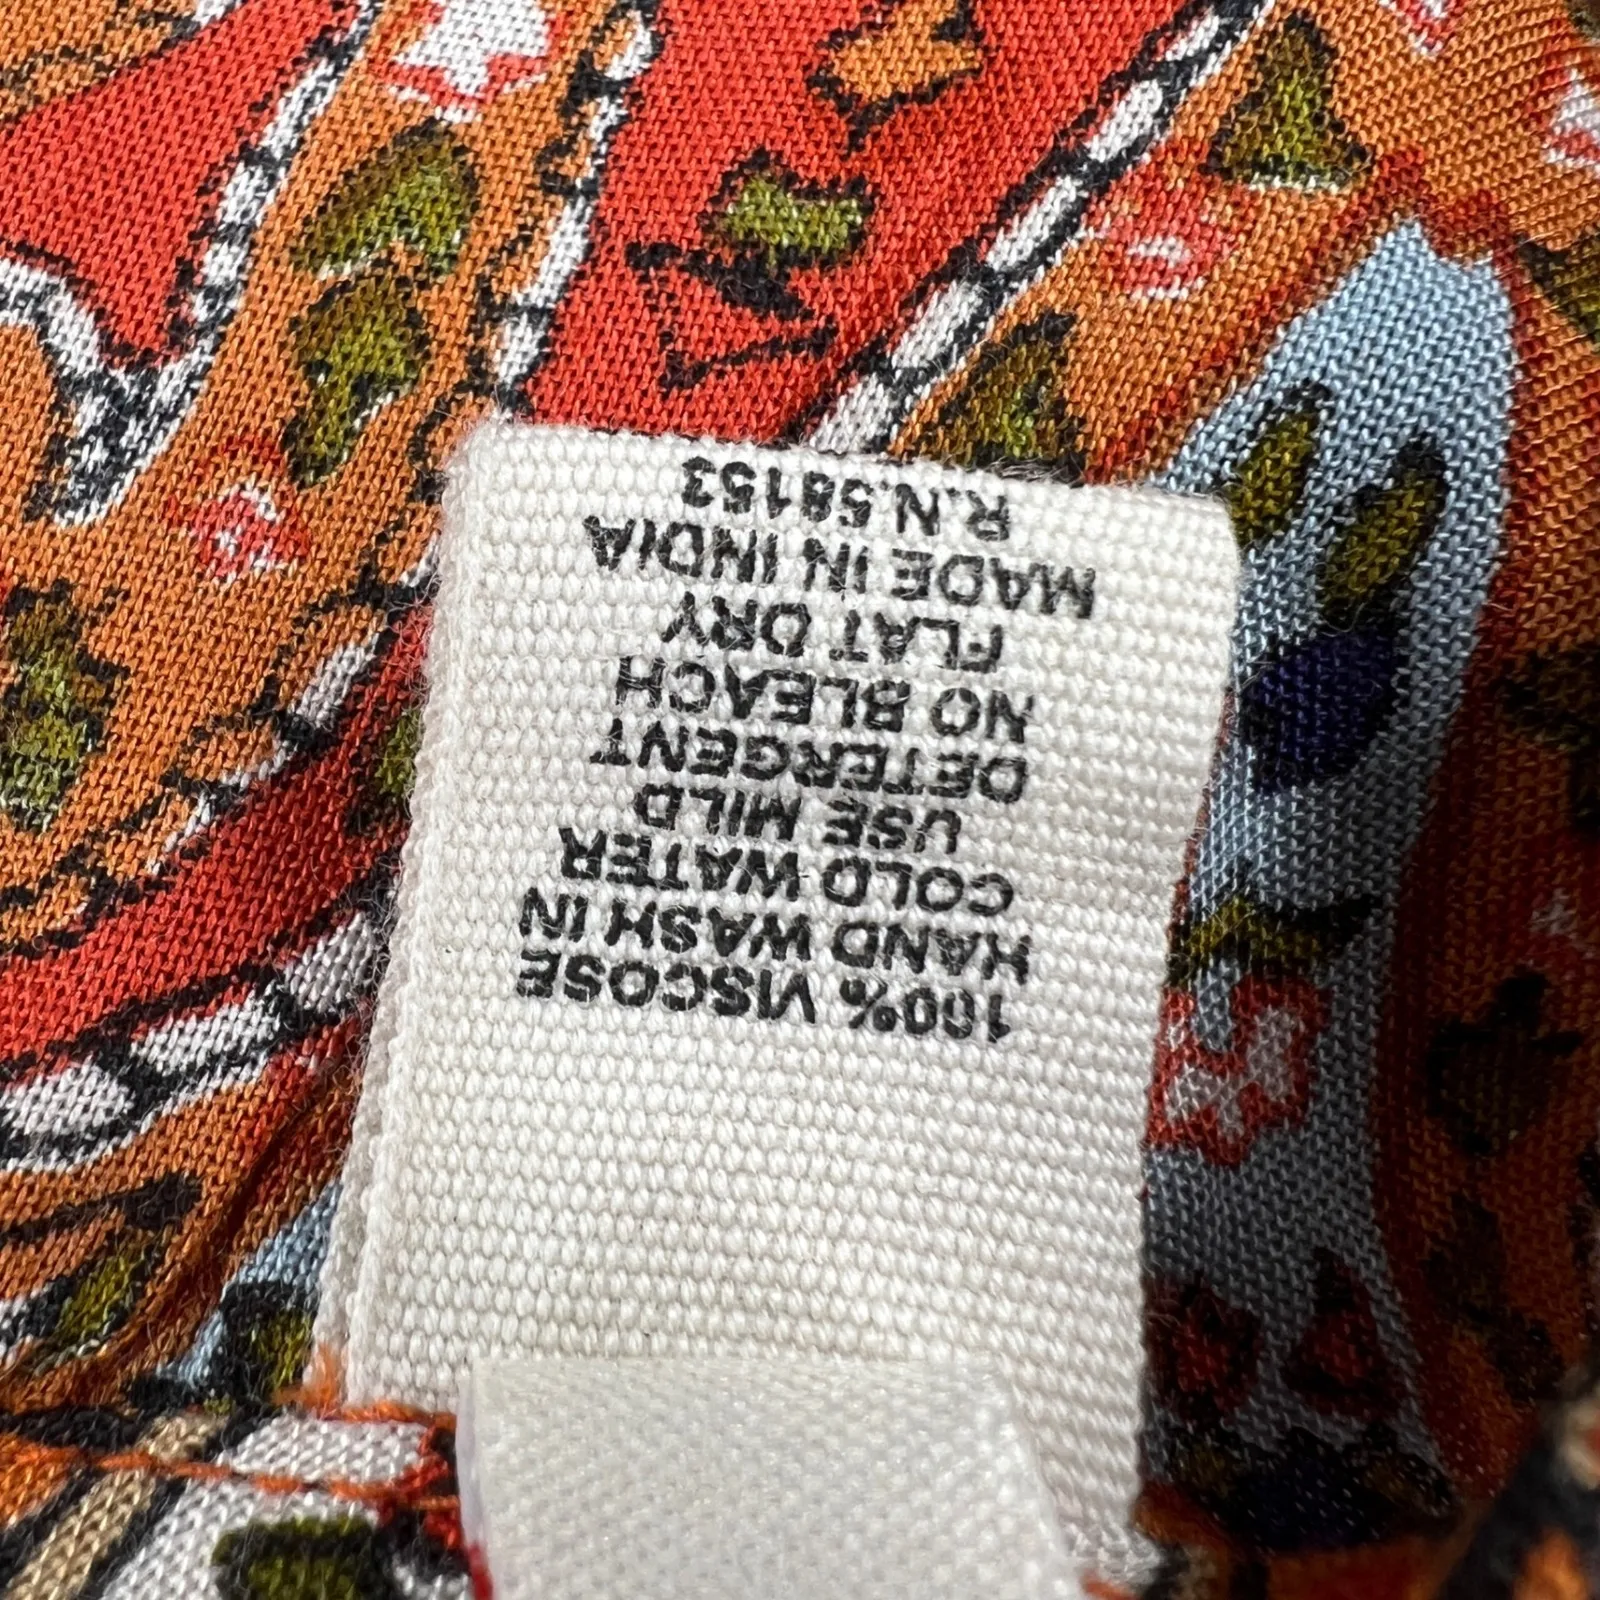 100% VISCOSE
HAND WASH IN
COLD WATER
USE MILD
DETERGENT
NO BLEACH
FLAT DRY
MADE IN INDIA
R.N.58153